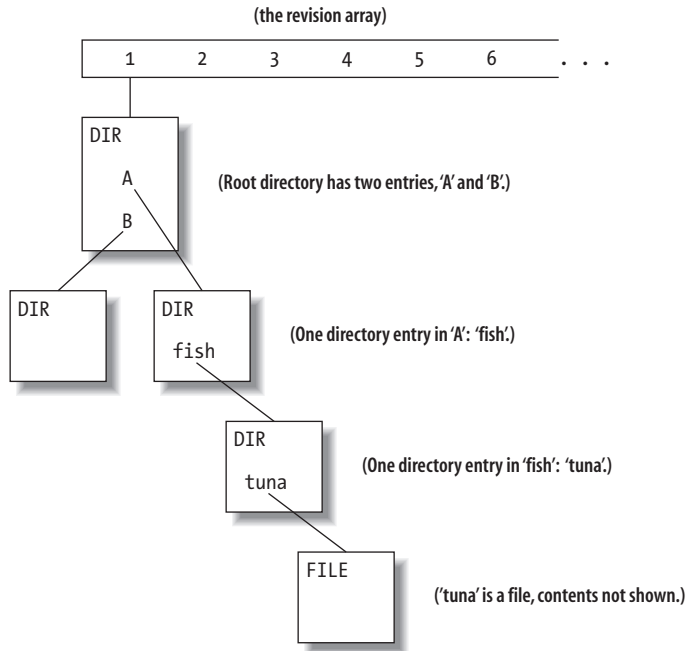 (the revision array)
1 2 3 4 5 6 . . .
DIR
A
B
(Root directory has two entries, ‘A’ and ‘B’.)
DIR
DIR
fish
(One directory entry in ‘A’: ‘fish’.)
DIR
tuna
(One directory entry in ‘fish’: ‘tuna’.)
FILE
(‘tuna’ is a file, contents not shown.)